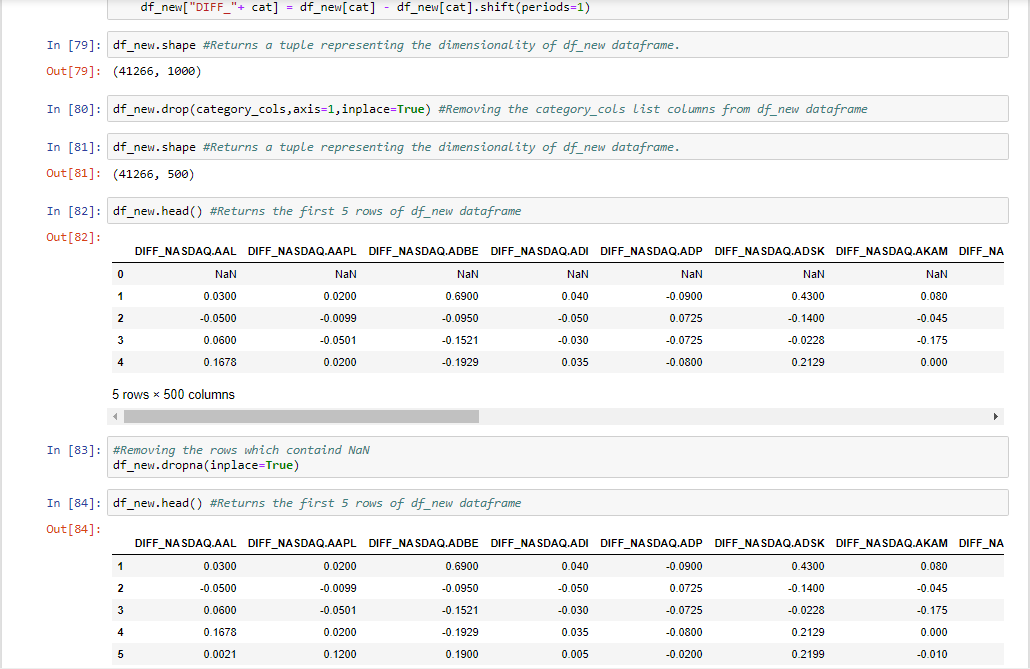 df_new["DIFF_"+ cat] = df_new[cat] - df_new[cat].shift(periods=1)
In [79]: df_new.shape #Returns a tuple representing the dimensionality of df_new dataframe.
Out[79]: (41266, 1000)
In [80]: df_new.drop(category_cols,axis=1,inplace=True) #Removing the category_cols list columns from df_new dataframe
In [81]: df_new.shape #Returns a tuple representing the dimensionality of df_new dataframe.
Out[81]: (41266, 500)
In [82]: df_new.head() #Returns the first 5 rows of df_new dataframe
Out[82]:
DIFF_NASDAQ.AAL DIFF_NASDAQ.AAPL DIFF_NASDAQ.ADBE DIFF_NASDAQ.ADI DIFF_NASDAQ.ADP DIFF_NASDAQ.ADSK DIFF_NASDAQ.AKAM DIFF_NA
0 NaN NaN NaN NaN NaN NaN NaN
1 0.0300 0.0200 0.6900 0.040 -0.0900 0.4300 0.080
2 -0.0500 -0.0099 -0.0950 -0.050 0.0725 -0.1400 -0.045
3 0.0600 -0.0501 -0.1521 -0.030 -0.0725 -0.0228 -0.175
4 0.1678 0.0200 -0.1929 0.035 -0.0800 0.2129 0.000
5 rows × 500 columns
In [83]: #Removing the rows which containd NaN
df_new.dropna(inplace=True)
In [84]: df_new.head() #Returns the first 5 rows of df_new dataframe
Out[84]:
DIFF_NASDAQ.AAL DIFF_NASDAQ.AAPL DIFF_NASDAQ.ADBE DIFF_NASDAQ.ADI DIFF_NASDAQ.ADP DIFF_NASDAQ.ADSK DIFF_NASDAQ.AKAM DIFF_NA
1 0.0300 0.0200 0.6900 0.040 -0.0900 0.4300 0.080
2 -0.0500 -0.0099 -0.0950 -0.050 0.0725 -0.1400 -0.045
3 0.0600 -0.0501 -0.1521 -0.030 -0.0725 -0.0228 -0.175
4 0.1678 0.0200 -0.1929 0.035 -0.0800 0.2129 0.000
5 0.0021 0.1200 0.1900 0.005 -0.0200 0.2199 -0.010